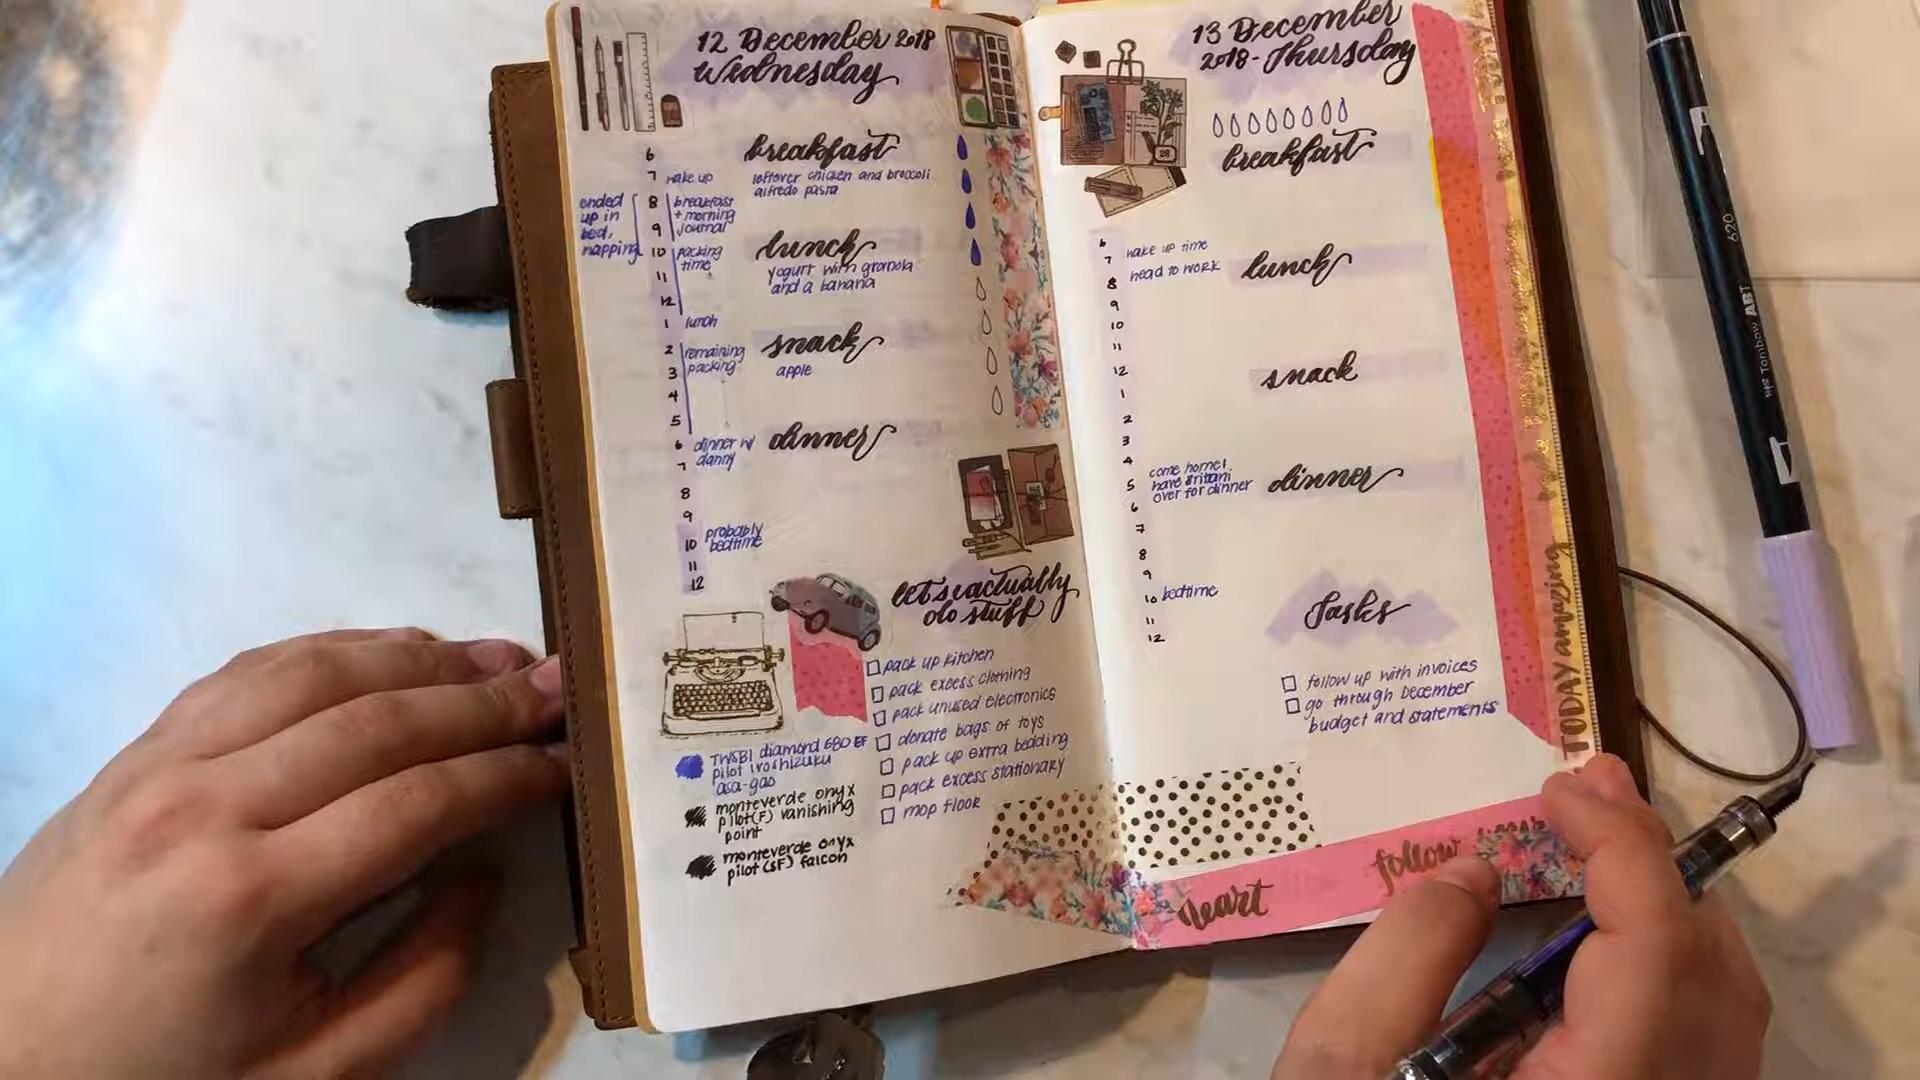 12 December 2018
Wednesday
6
7 wake up
8 breakfast
+ morning
9 journal
ended
up in
bed,
napping
10 packing
time
11
12
1 lunch
2 remaining
3 packing
4
5
6 dinner w/
7 danny
8
9
probably
10 bedtime
11
12
breakfast
leftover chicken and broccoli
alfredo pasta
lunch
yogurt with granola
and a banana
snack
apple
dinner
let's actually
do stuff
pack up kitchen
pack excess clothing
pack unused electronics
donate bags of toys
pack up extra bedding
pack excess stationary
mop floor
TWSBI diamond 580 EF
pilot iroshizuku
asa-gao
monteverde onyx
pilot (F) vanishing
point
monteverde onyx
pilot (SF) falcon
13 December
2018 - Thursday
breakfast
6
wake up time
7
8 head to work
9
10
11
12
1
2
3
4
come home!
5 have
over for dinner
6
7
8
9
10 bedtime
11
12
lunch
snack
dinner
Tasks
follow up with invoices
go through December
budget and statements
TODAY amazing
heart
follow
ABT
Tombow
620